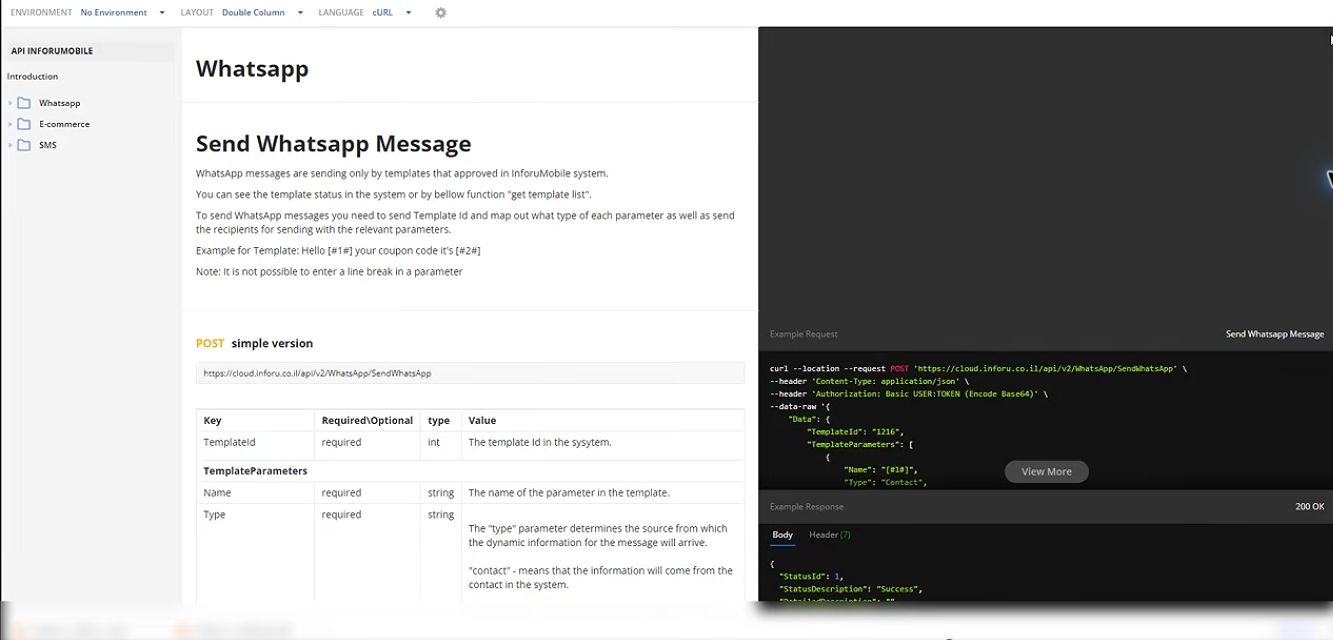 ENVIRONMENT No Environment LAYOUT Double Column LANGUAGE cURL
API INFORUMOBILE
Introduction
Whatsapp
E-commerce
SMS
Whatsapp
Send Whatsapp Message
WhatsApp messages are sending only by templates that approved in InforuMobile system.
You can see the template status in the system or by bellow function "get template list".
To send WhatsApp messages you need to send Template Id and map out what type of each parameter as well as send
the recipients for sending with the relevant parameters.
Example for Template: Hello [#1#] your coupon code it's [#2#]
Note: It is not possible to enter a line break in a parameter
POST simple version
https://cloud.inforu.co.il/api/v2/WhatsApp/SendWhatsApp
Key Required\Optional type Value
TemplateId required int The template Id in the sysytem.
TemplateParameters
Name required string The name of the parameter in the template.
Type required string
The "type" parameter determines the source from which
the dynamic information for the message will arrive.
"contact" - means that the information will come from the
contact in the system.
Example Request Send Whatsapp Message
curl --location --request POST 'https://cloud.inforu.co.il/api/v2/WhatsApp/SendWhatsApp' \
--header 'Content-Type: application/json' \
--header 'Authorization: Basic USER:TOKEN (Encode Base64)' \
--data-raw '{
"Data": {
"TemplateId": "1216",
"TemplateParameters": [
{
"Name": "[#1#]",
"Type": "Contact",
View More
Example Response 200 OK
Body Header (7)
{
"StatusId": 1,
"StatusDescription": "Success",
"DetailedDescription": ""